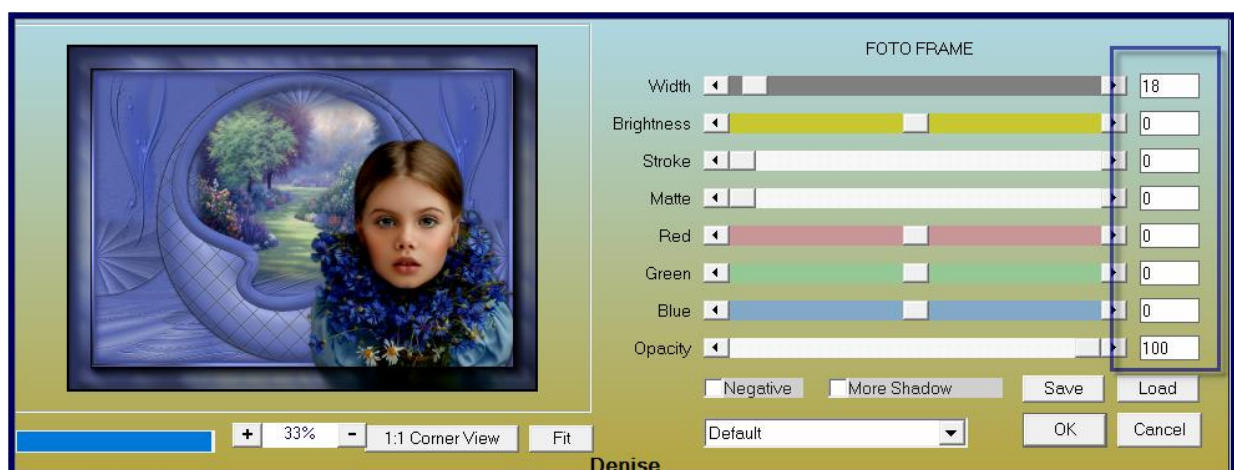 FOTO FRAME
Width 18
Brightness 0
Stroke 0
Matte 0
Red 0
Green 0
Blue 0
Opacity 100
Negative More Shadow Save Load
+ 33% - 1:1 Corner View Fit
Default OK Cancel
Denise